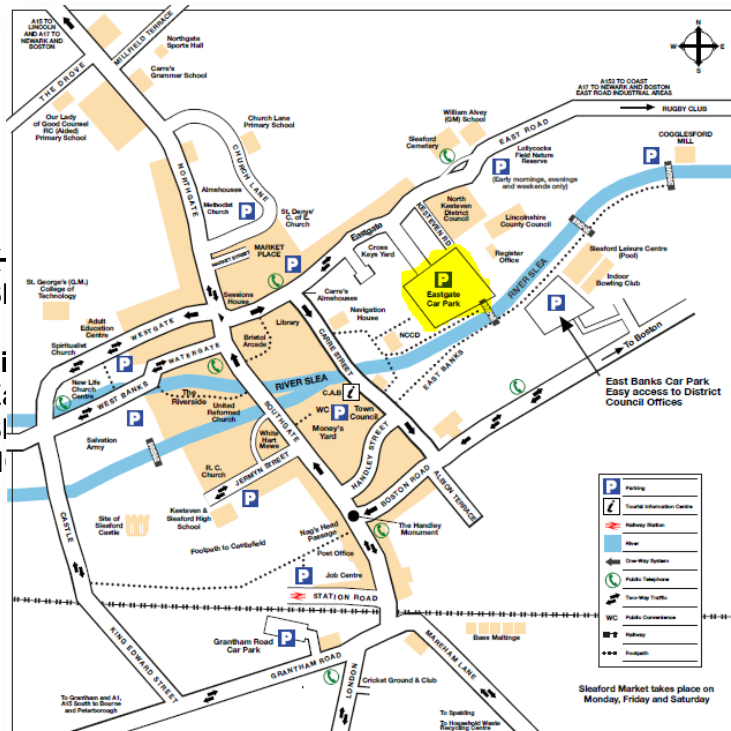 A15 TO
LINCOLN
AND A17 TO
NEWARK AND
BOSTON
MILLFIELD TERRACE
Northgate
Sports Hall
THE DROVE
Carre's
Grammar School
Our Lady
of Good Counsel
RC (Aided)
Primary School
NORTHGATE
Church Lane
Primary School
CHURCH LANE
Almshouses
Methodist
Church
P
St. Denys'
C. of E.
Church
MARKET STREET
MARKET
PLACE
P
N
W
E
S
A153 TO COAST
A17 TO NEWARK AND BOSTON
EAST ROAD INDUSTRIAL AREAS
RUGBY CLUB
William Alvey
(GM) School
EAST ROAD
Sleaford
Cemetery
P
Lollycocks
Field Nature
Reserve
(Early mornings, evenings
and weekends only)
P
COGGLESFORD
MILL
Eastgate
KESTEVEN RD
North
Kesteven
District
Council
Lincolnshire
County Council
Cross
Keys Yard
Register
Office
P
Eastgate
Car Park
RIVER SLEA
Sleaford Leisure Centre
(Pool)
Indoor
Bowling Club
P
St. George's (G.M.)
College of
Technology
Sessions
House
Carre's
Almshouses
Navigation
House
NCCD
EAST BANKS
To Boston
East Banks Car Park
Easy access to District
Council Offices
Adult
Education
Centre
Spiritualist
Church
WESTGATE
WATERGATE
P
New Life
Church
Centre
WEST BANKS
Bristol
Arcade
Library
CARRE STREET
RIVER SLEA
The
Riverside
United
Reformed
Church
P
Salvation
Army
SOUTHGATE
C.A.B
i
WC
P
Town
Council
Money's
Yard
White
Hart
Mews
HANDLEY STREET
R. C.
Church
JERMYN STREET
P
BOSTON ROAD
ALBION TERRACE
CASTLE
Site of
Sleaford
Castle
Kesteven &
Sleaford High
School
Nag's Head
Passage
The Handley
Monument
Footpath to Castlefield
Post Office
P
Job Centre
STATION ROAD
KING EDWARD STREET
Grantham Road
Car Park
P
GRANTHAM ROAD
MAREHAM LANE
Bass Maltings
LONDON
Cricket Ground & Club
To Grantham and A1,
A15 South to Bourne
and Peterborough
To Spalding
To Household Waste
Recycling Centre
P Parking
i Tourist Information Centre
Railway Station
River
One-Way System
Public Telephone
Two-Way Traffic
WC Public Convenience
Railway
Footpath
Sleaford Market takes place on
Monday, Friday and Saturday